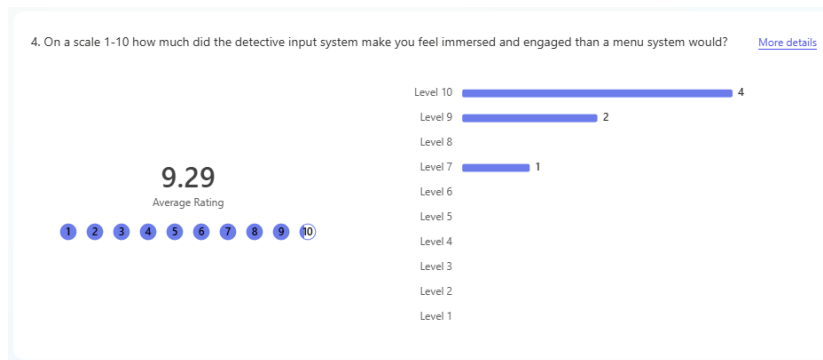 4. On a scale 1-10 how much did the detective input system make you feel immersed and engaged than a menu system would?
More details
9.29
Average Rating
1 2 3 4 5 6 7 8 9 10
Level 10 4
Level 9 2
Level 8
Level 7 1
Level 6
Level 5
Level 4
Level 3
Level 2
Level 1